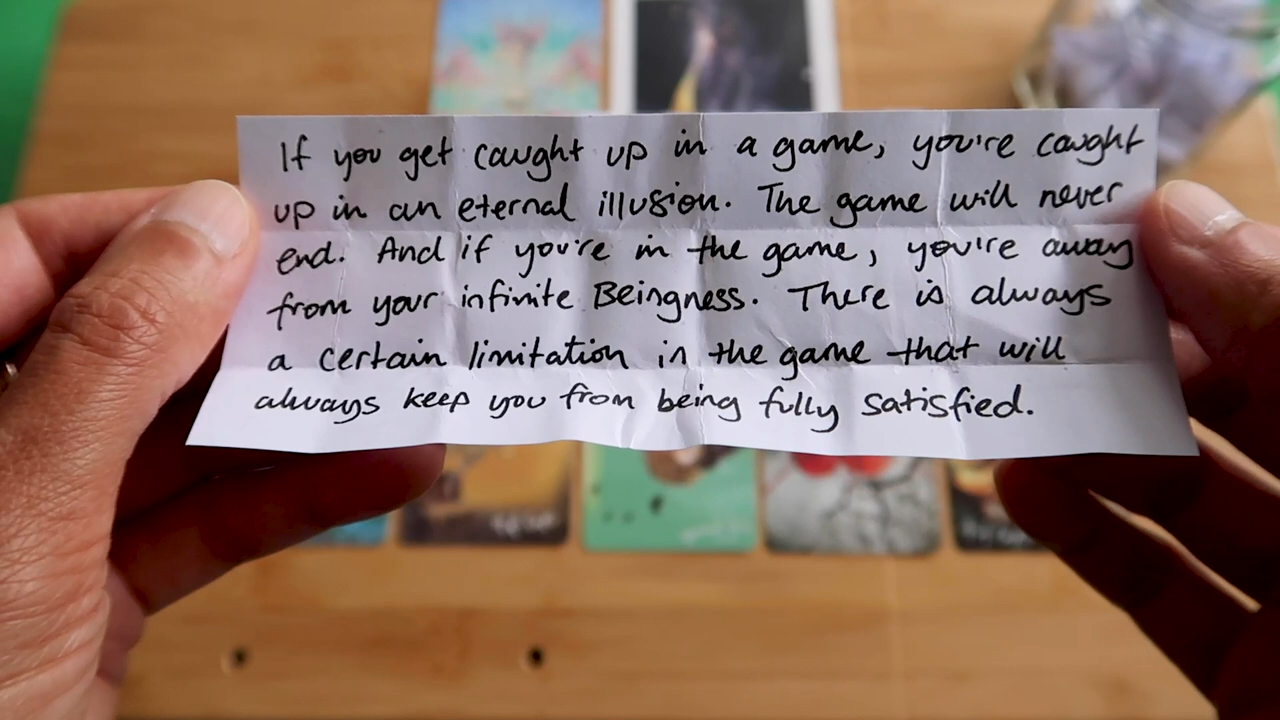 If you get caught up in a game, you're caught
up in an eternal illusion. The game will never
end. And if you're in the game, you're away
from your infinite Beingness. There is always
a certain limitation in the game that will
always keep you from being fully satisfied.